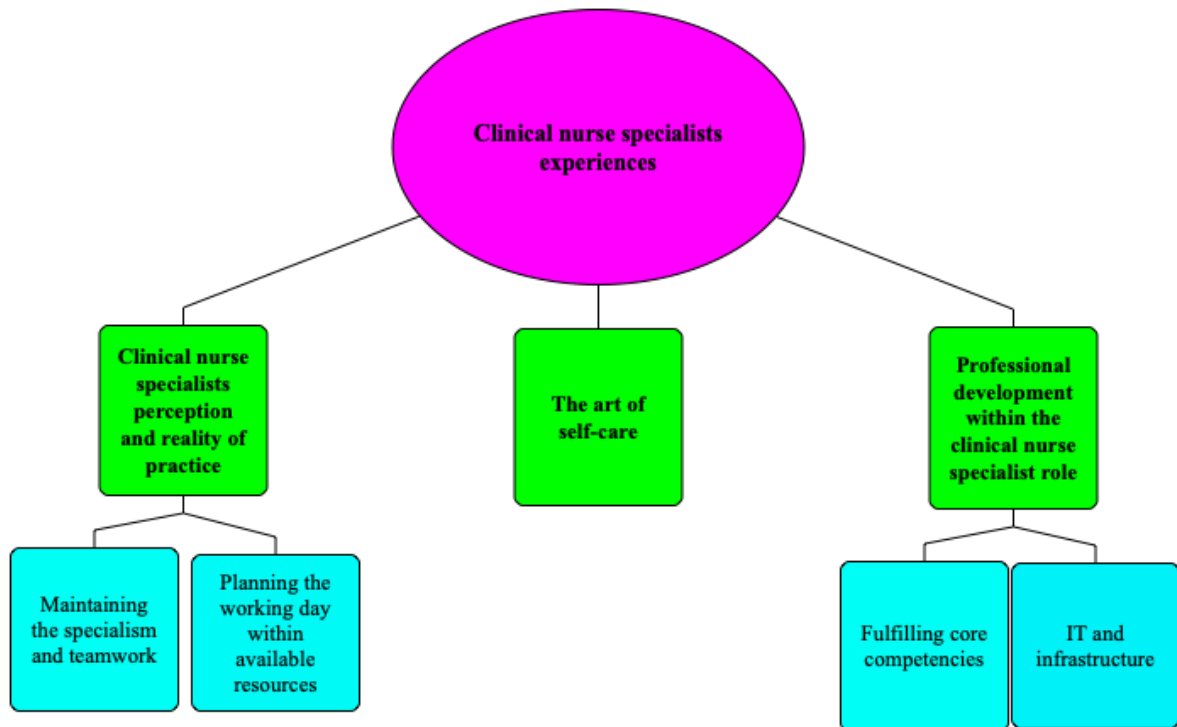 Clinical nurse specialists
experiences
Clinical nurse
specialists
perception
and reality of
practice
The art of
self-care
Professional
development
within the
clinical nurse
specialist role
Maintaining
the specialism
and teamwork
Planning the
working day
within
available
resources
Fulfilling core
competencies
IT and
infrastructure